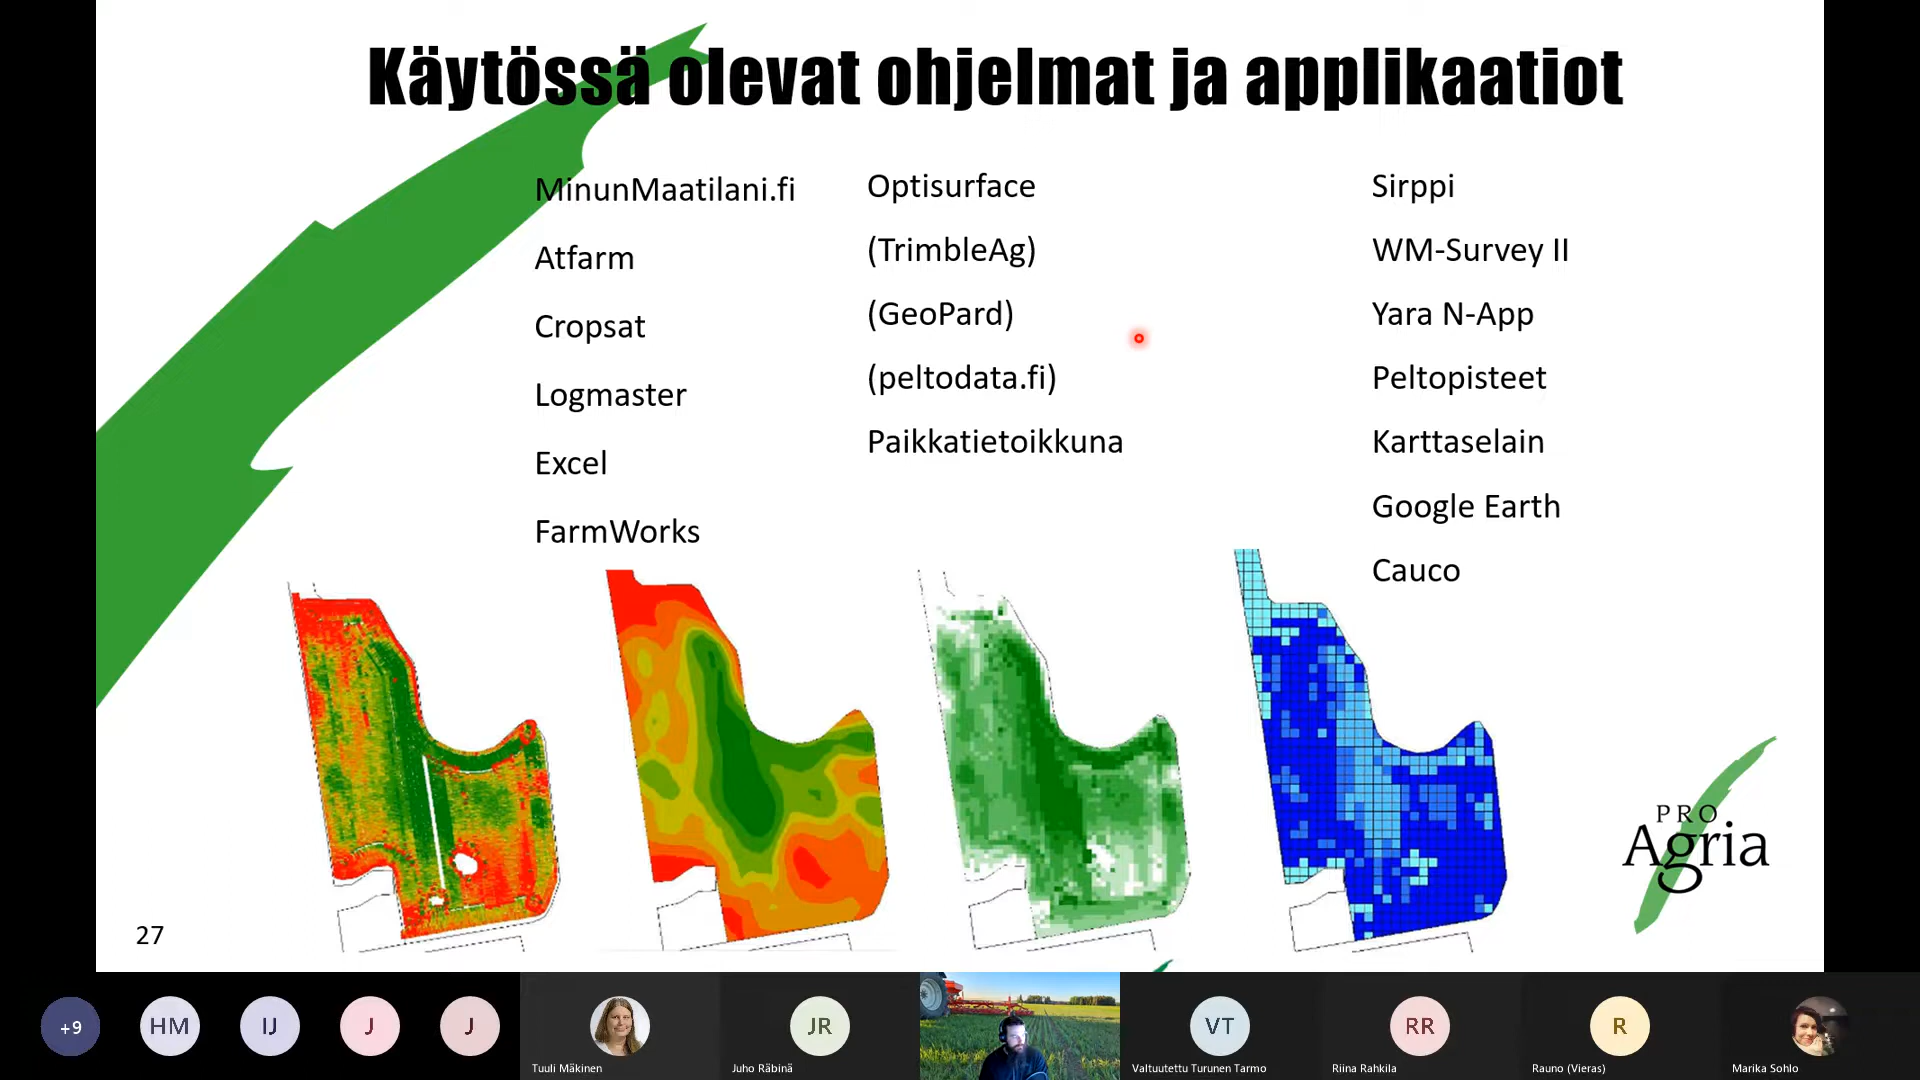 Käytössä olevat ohjelmat ja applikaatiot
MinunMaatilani.fi
Atfarm
Cropsat
Logmaster
Excel
FarmWorks
Optisurface
(TrimbleAg)
(GeoPard)
(peltodata.fi)
Paikkatietoikkuna
Sirppi
WM-Survey II
Yara N-App
Peltopisteet
Karttaselain
Google Earth
Cauco
PRO
Agria
27
+9
HM
IJ
J
J
Tuuli Mäkinen
JR
Juho Räbinä
VT
Valtuutettu Turunen Tarmo
RR
Riina Rahkila
R
Rauno (Vieras)
Marika Sohlo